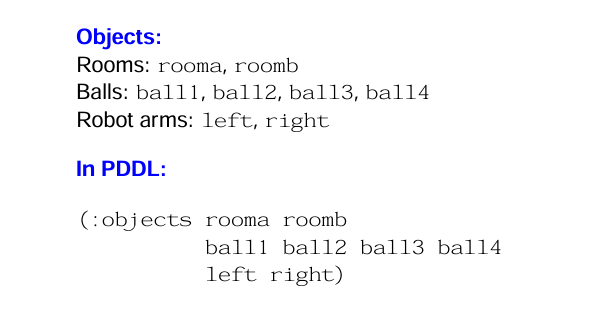 Objects:
Rooms: rooma, roomb
Balls: ball1, ball2, ball3, ball4
Robot arms: left, right
In PDDL:
(:objects rooma roomb
ball1 ball2 ball3 ball4
left right)